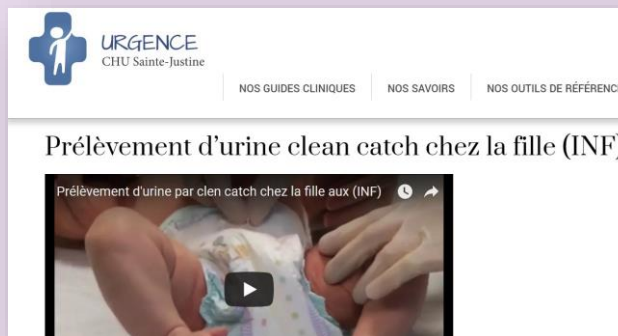 URGENCE
CHU Sainte-Justine
NOS GUIDES CLINIQUES NOS SAVOIRS NOS OUTILS DE RÉFÉRENCE
Prélèvement d'urine clean catch chez la fille (INF)
Prélèvement d'urine par clen catch chez la fille aux (INF)